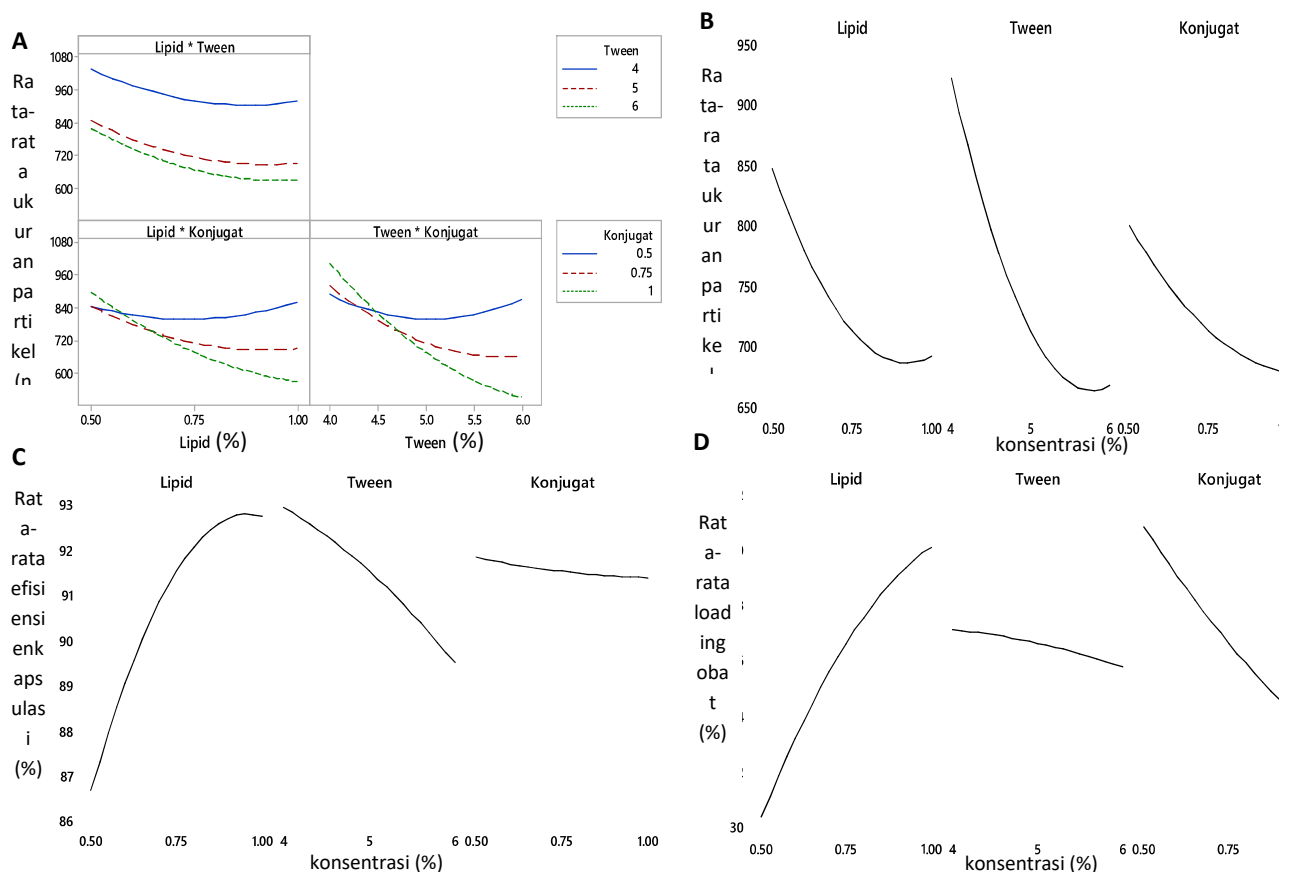 A
Lipid * Tween
1080
960
840
720
600
Ra
ta-
rat
a
uk
ur
an
pa
rti
kel
(n
Tween
4
5
6
Lipid * Konjugat
Tween * Konjugat
1080
960
840
720
600
Konjugat
0.5
0.75
1
0.50 0.75 1.00 4.0 4.5 5.0 5.5 6.0
Lipid (%) Tween (%)
B
Lipid Tween Konjugat
950
900
850
800
750
700
650
Ra
ta-
ra
ta
uk
ur
an
pa
rti
ke
0.50 0.75 1.00 4 5 6 0.50 0.75
konsentrasi (%)
C
Lipid Tween Konjugat
Rat
a-
rata
efisi
ensi
enk
aps
ulas
i
(%)
93
92
91
90
89
88
87
86
0.50 0.75 1.00 4 5 6 0.50 0.75 1.00
konsentrasi (%)
D
Lipid Tween Konjugat
Rat
a-
rata
load
ing
oba
t
(%)
30
0.50 0.75 1.00 4 5 6 0.50 0.75
konsentrasi (%)